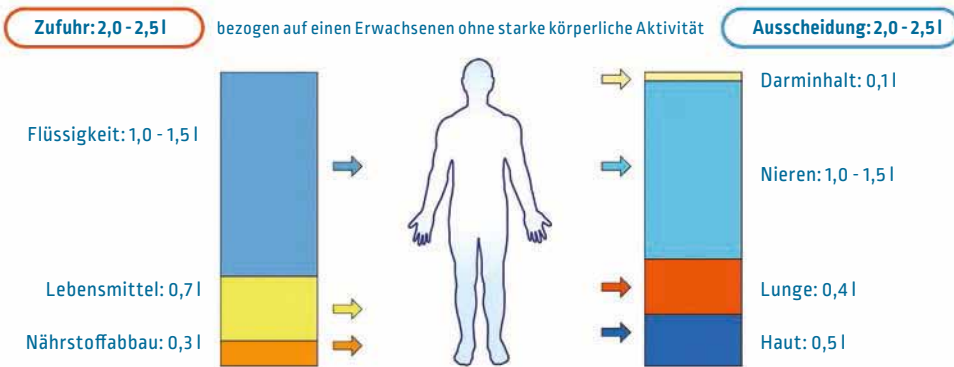 Zufuhr: 2,0 - 2,5 l
bezogen auf einen Erwachsenen ohne starke körperliche Aktivität
Ausscheidung: 2,0 - 2,5 l
Flüssigkeit: 1,0 - 1,5 l
Lebensmittel: 0,7 l
Nährstoffabbau: 0,3 l
Darminhalt: 0,1 l
Nieren: 1,0 - 1,5 l
Lunge: 0,4 l
Haut: 0,5 l